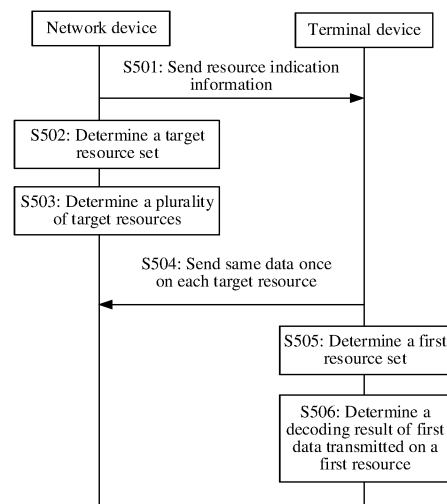 Network device
Terminal device
S501: Send resource indication
information
S502: Determine a target
resource set
S503: Determine a plurality
of target resources
S504: Send same data once
on each target resource
S505: Determine a first
resource set
S506: Determine a
decoding result of first
data transmitted on a
first resource